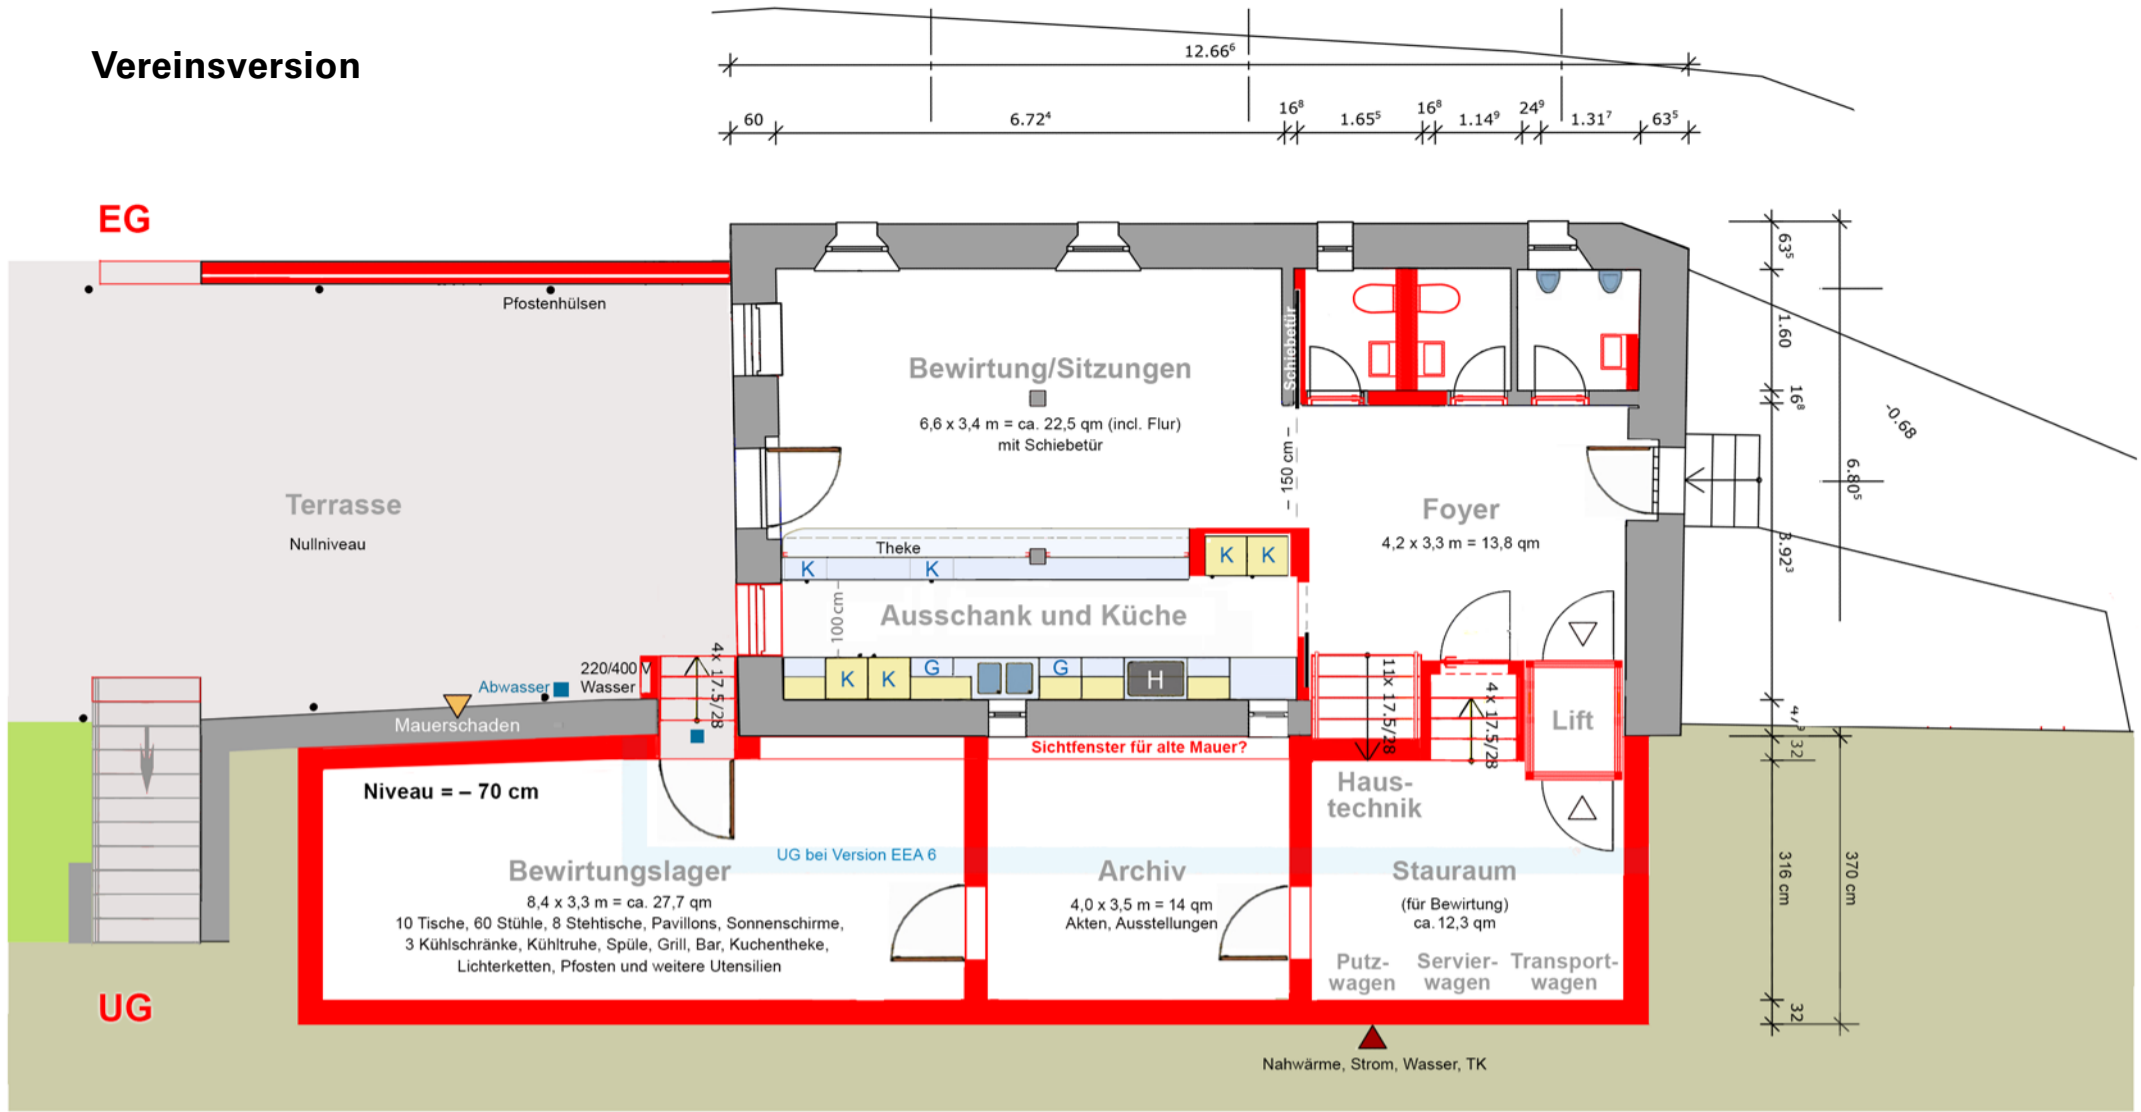 Vereinsversion
12.66⁶
60
6.72⁴
16⁸
1.65⁵
16⁸
1.14⁹
24⁹
1.31⁷
63⁵
EG
Pfostenhülsen
Schiebetür
63⁵
1.60
16⁸
-0.68
6.80⁵
3.92³
47⁹
32
Bewirtung/Sitzungen
6,6 x 3,4 m = ca. 22,5 qm (incl. Flur)
mit Schiebetür
– 150 cm –
Terrasse
Nullniveau
Foyer
4,2 x 3,3 m = 13,8 qm
Theke
K
K
K
K
100 cm
Ausschank und Küche
K
K
G
G
H
220/400 V
Wasser
Abwasser
4x 17.5/28
11x 17.5/28
4x 17.5/28
Lift
Mauerschaden
Sichtfenster für alte Mauer?
Niveau = – 70 cm
Haus-
technik
UG bei Version EEA 6
Bewirtungslager
8,4 x 3,3 m = ca. 27,7 qm
10 Tische, 60 Stühle, 8 Stehtische, Pavillons, Sonnenschirme,
3 Kühlschränke, Kühltruhe, Spüle, Grill, Bar, Kuchentheke,
Lichterketten, Pfosten und weitere Utensilien
Archiv
4,0 x 3,5 m = 14 qm
Akten, Ausstellungen
Stauraum
(für Bewirtung)
ca. 12,3 qm
Putz-
wagen
Servier-
wagen
Transport-
wagen
316 cm
370 cm
32
UG
Nahwärme, Strom, Wasser, TK